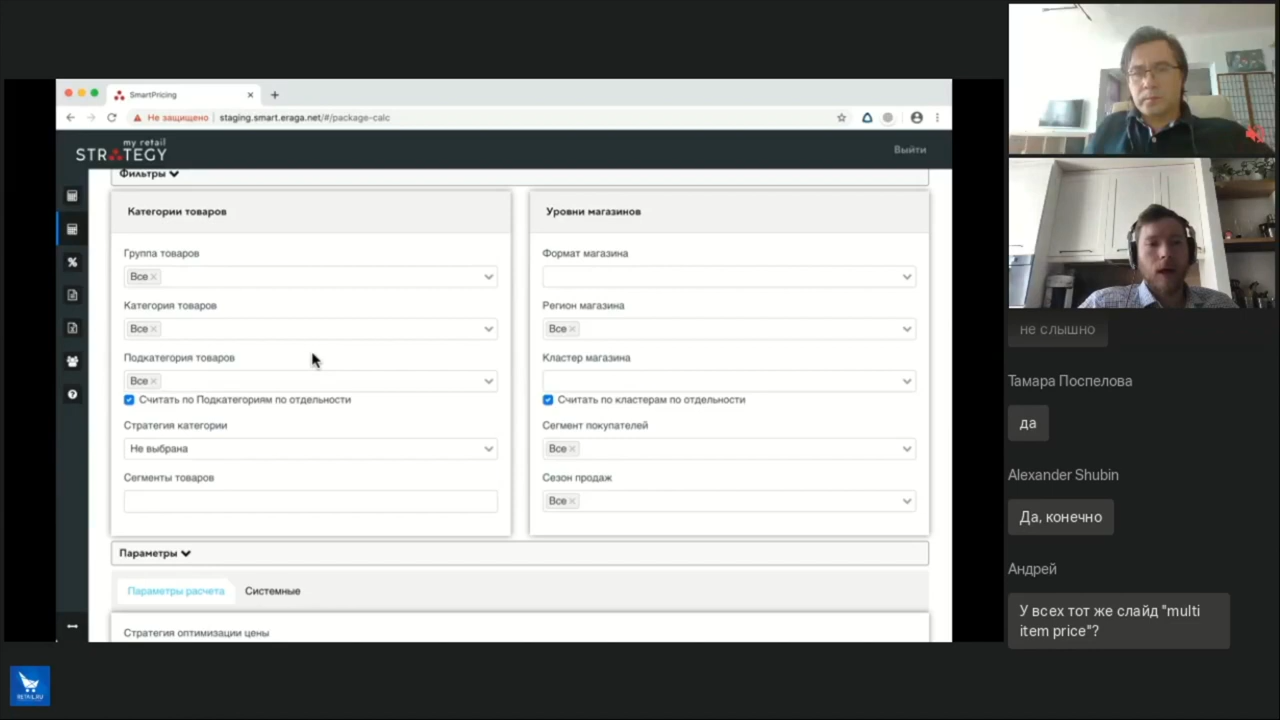 SmartPricing
Не защищено
staging.smart.eraga.net/#/package-calc
my retail
STRATEGY
Выйти
Фильтры
Категории товаров
Группа товаров
Все
Категория товаров
Все
Подкатегория товаров
Все
Считать по Подкатегориям по отдельности
Стратегия категории
Не выбрана
Сегменты товаров
Уровни магазинов
Формат магазина
Регион магазина
Все
Кластер магазина
Считать по кластерам по отдельности
Сегмент покупателей
Все
Сезон продаж
Все
Параметры
Параметры расчета
Системные
Стратегия оптимизации цены
не слышно
Тамара Поспелова
да
Alexander Shubin
Да, конечно
Андрей
У всех тот же слайд "multi
item price"?
RETAIL.RU